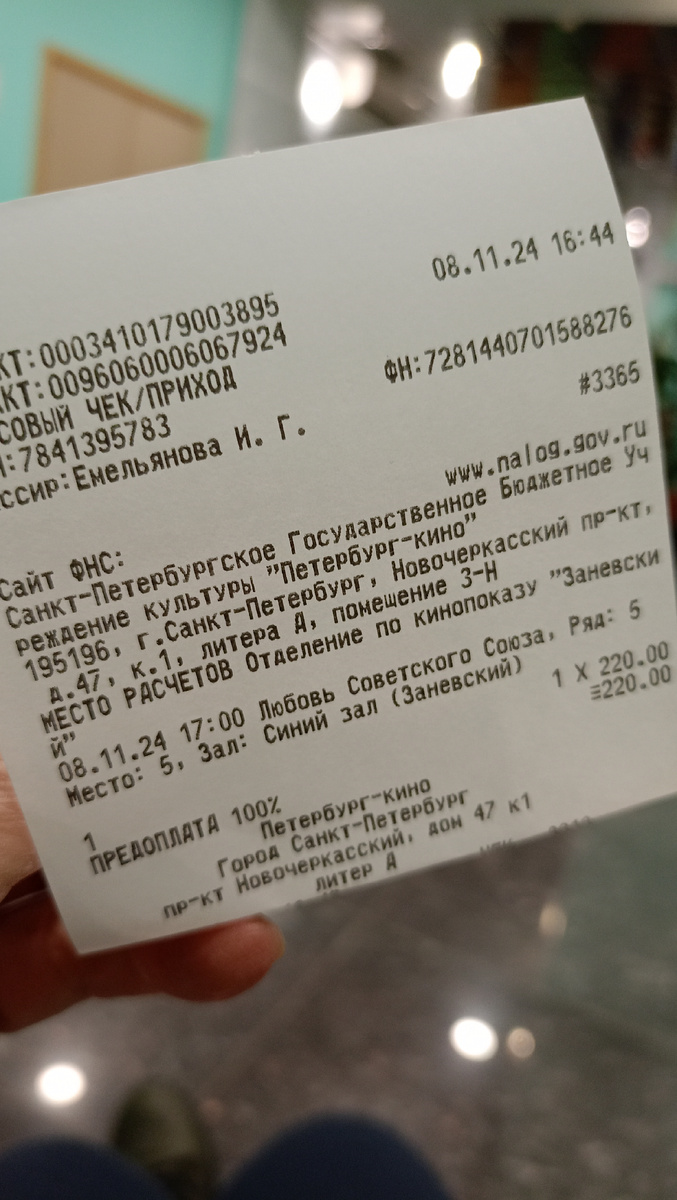 08.11.24 16:44
КТ:0003410179003895
КТ:0096060006067924
ФН:7281440701588276
СОВЫЙ ЧЕК/ПРИХОД
#3365
:7841395783
ссир:Емельянова И. Г.
www.nalog.gov.ru
Сайт ФНС:
Санкт-Петербургское Государственное Бюджетное Уч
реждение культуры "Петербург-кино"
195196, г.Санкт-Петербург, Новочеркасский пр-кт,
д.47, к.1, литера Д, помещение 3-Н
МЕСТО РАСЧЕТОВ Отделение по кинопоказу "Заневски
й"
08.11.24 17:00 Любовь Советского Союза, Ряд: 5
Место: 5, Зал: Синий зал (Заневский)
1 X 220.00
≡220.00
1
ПРЕДОПЛАТА 100%
Петербург-кино
Город Санкт-Петербург
пр-кт Новочеркасский, дом 47 к1
литер Д